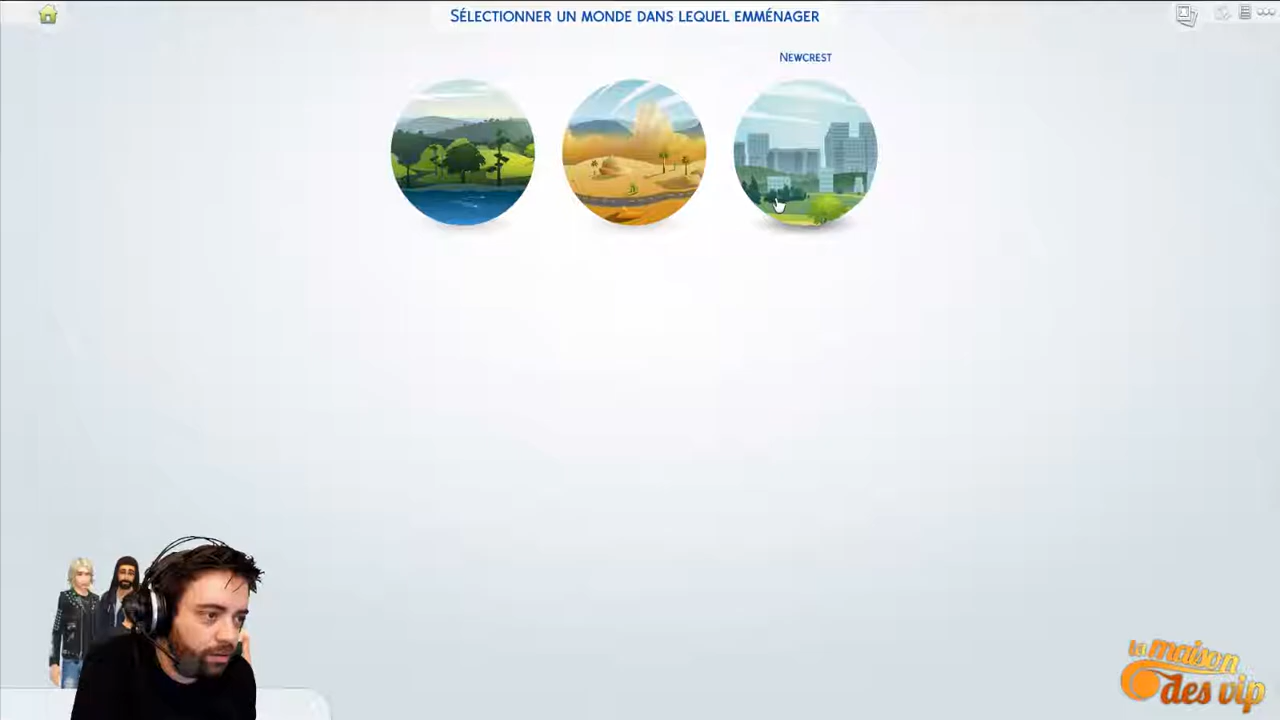 Sélectionner un monde dans lequel emménager
Newcrest
la maison
des vip